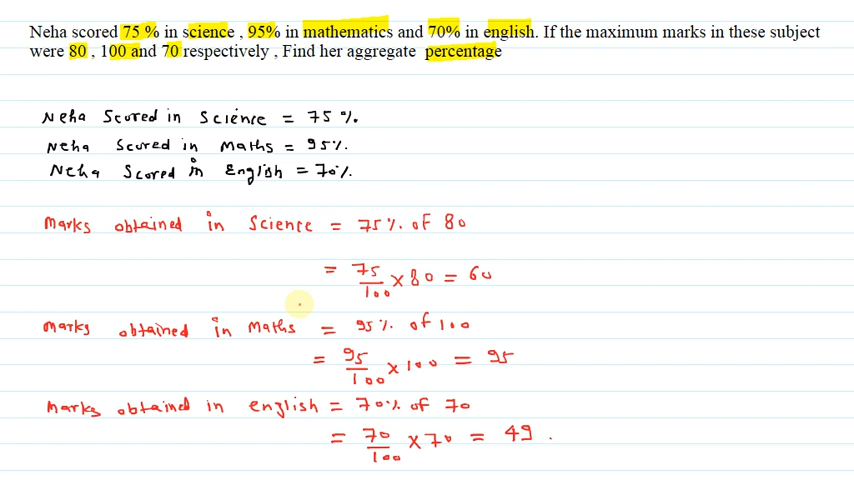 Neha scored 75 % in science , 95% in mathematics and 70% in english. If the maximum marks in these subject
were 80 , 100 and 70 respectively , Find her aggregate percentage
Neha Scored in Science = 75 %.
Neha Scored in Maths = 95%.
Neha Scored in English = 70%.
Marks obtained in Science = 75% of 80
= 75/100 × 80 = 60
Marks obtained in Maths = 95% of 100
= 95/100 × 100 = 95
Marks obtained in english = 70% of 70
= 70/100 × 70 = 49 .